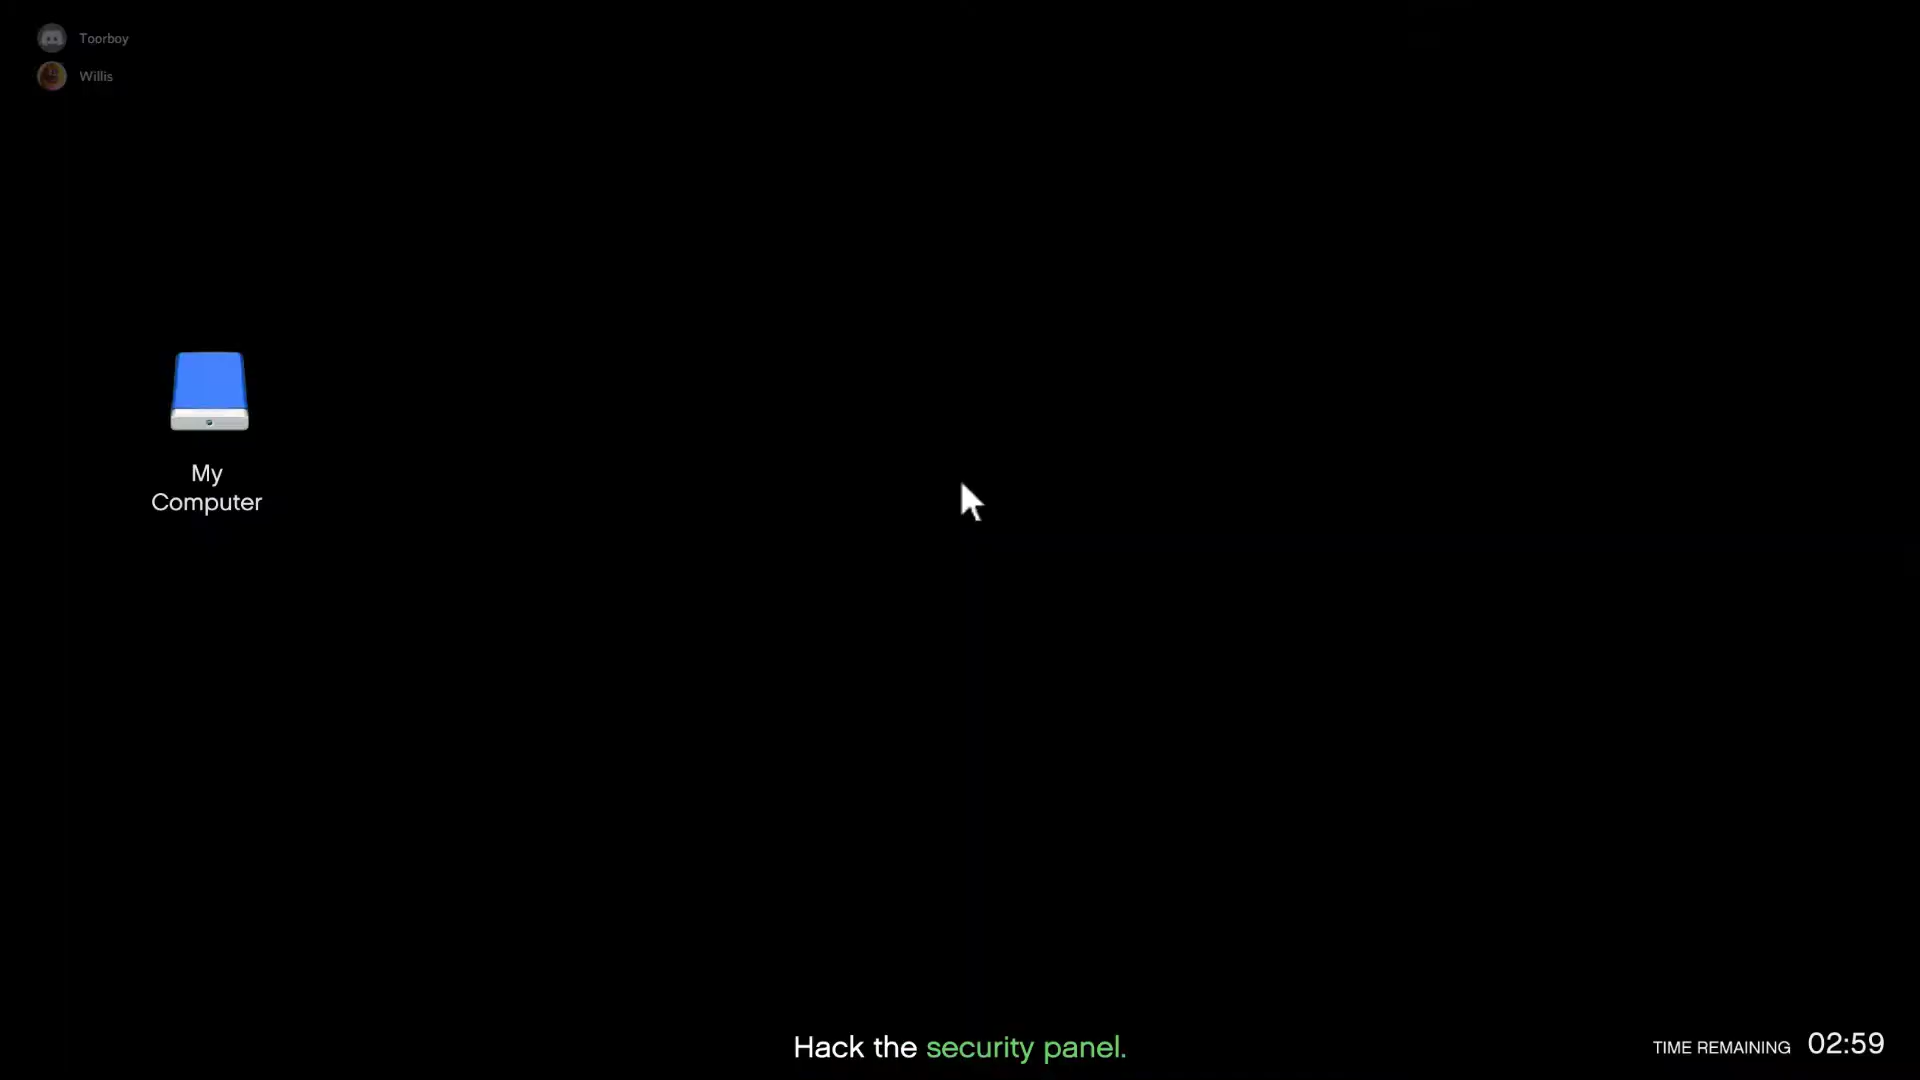 Toorboy
Willis
My
Computer
Hack the security panel.
TIME REMAINING 02:59